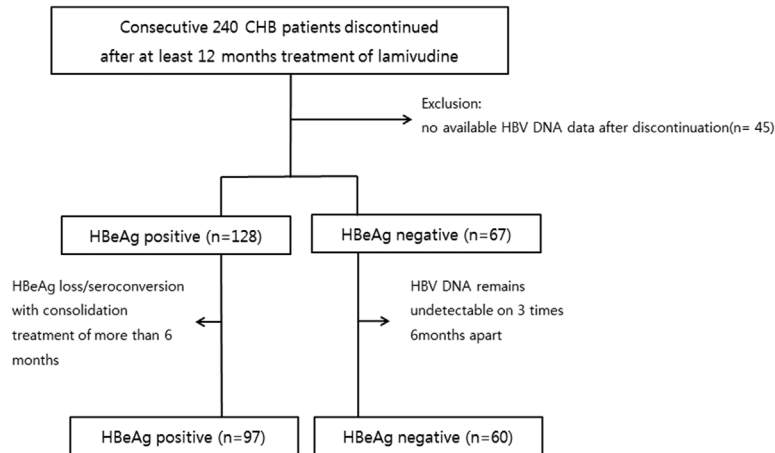 Consecutive 240 CHB patients discontinued
after at least 12 months treatment of lamivudine
Exclusion:
no available HBV DNA data after discontinuation(n= 45)
HBeAg positive (n=128)
HBeAg negative (n=67)
HBeAg loss/seroconversion
with consolidation
treatment of more than 6
months
HBV DNA remains
undetectable on 3 times
6months apart
HBeAg positive (n=97)
HBeAg negative (n=60)